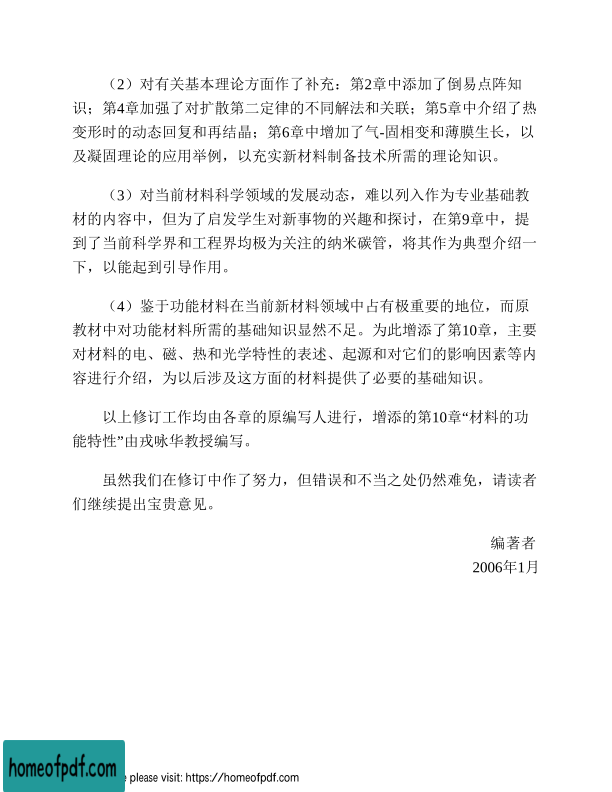 （2）对有关基本理论方面作了补充：第2章中添加了倒易点阵知
识；第4章加强了对扩散第二定律的不同解法和关联；第5章中介绍了热
变形时的动态回复和再结晶；第6章中增加了气-固相变和薄膜生长，以
及凝固理论的应用举例，以充实新材料制备技术所需的理论知识。
（3）对当前材料科学领域的发展动态，难以列入作为专业基础教
材的内容中，但为了启发学生对新事物的兴趣和探讨，在第9章中，提
到了当前科学界和工程界均极为关注的纳米碳管，将其作为典型介绍一
下，以能起到引导作用。
（4）鉴于功能材料在当前新材料领域中占有极重要的地位，而原
教材中对功能材料所需的基础知识显然不足。为此增添了第10章，主要
对材料的电、磁、热和光学特性的表述、起源和对它们的影响因素等内
容进行介绍，为以后涉及这方面的材料提供了必要的基础知识。
以上修订工作均由各章的原编写人进行，增添的第10章“材料的功
能特性”由戎咏华教授编写。
虽然我们在修订中作了努力，但错误和不当之处仍然难免，请读者
们继续提出宝贵意见。
编著者
2006年1月
homeofpdf.com
e please visit: https://homeofpdf.com